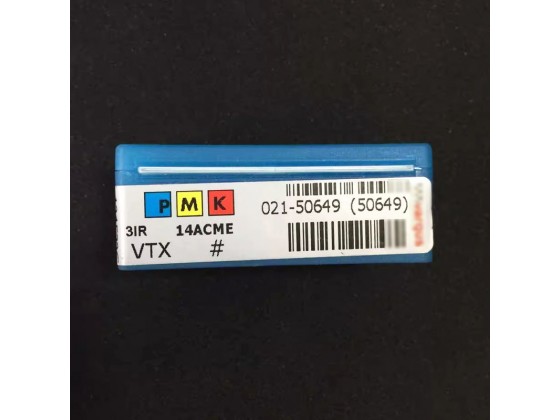 P M K
021-50649 (50649)
3IR 14ACME
VTX #